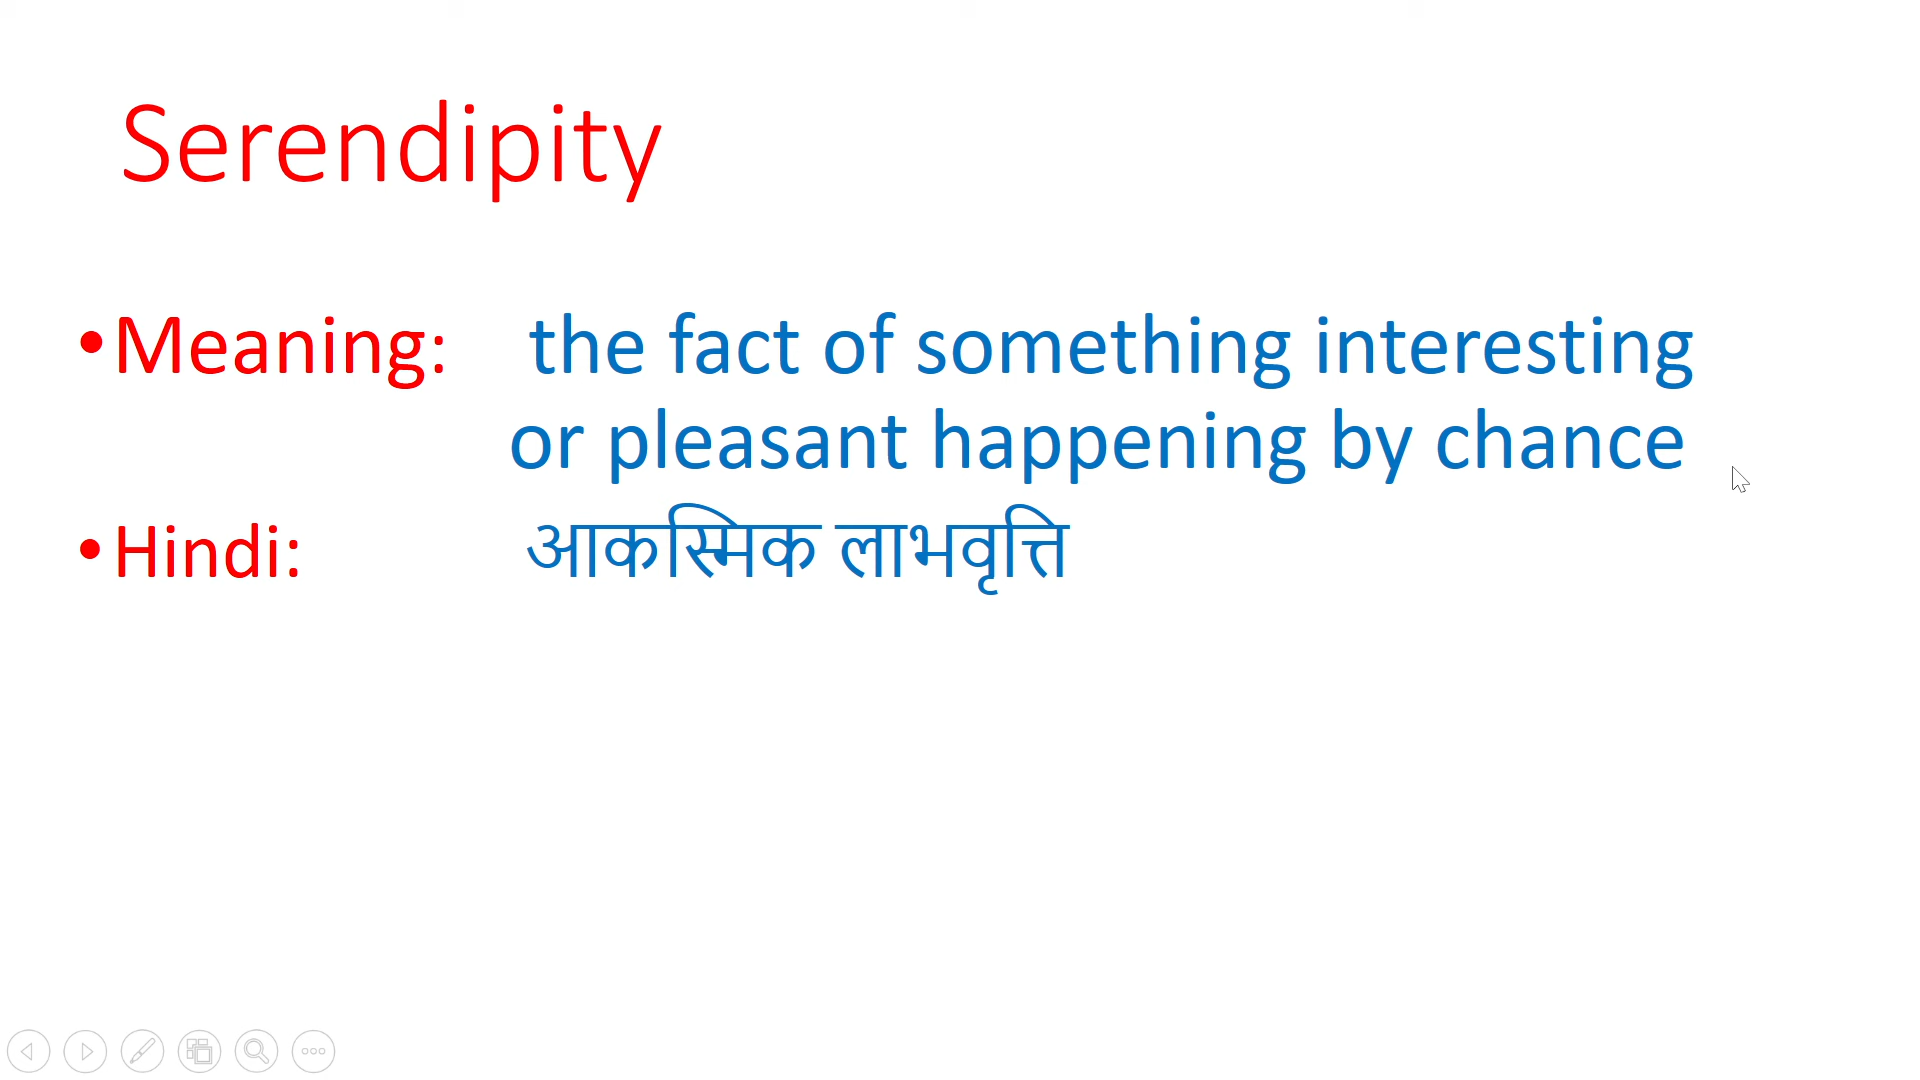 Serendipity
•Meaning: the fact of something interesting
or pleasant happening by chance
•Hindi: आकस्मिक लाभवृत्ति